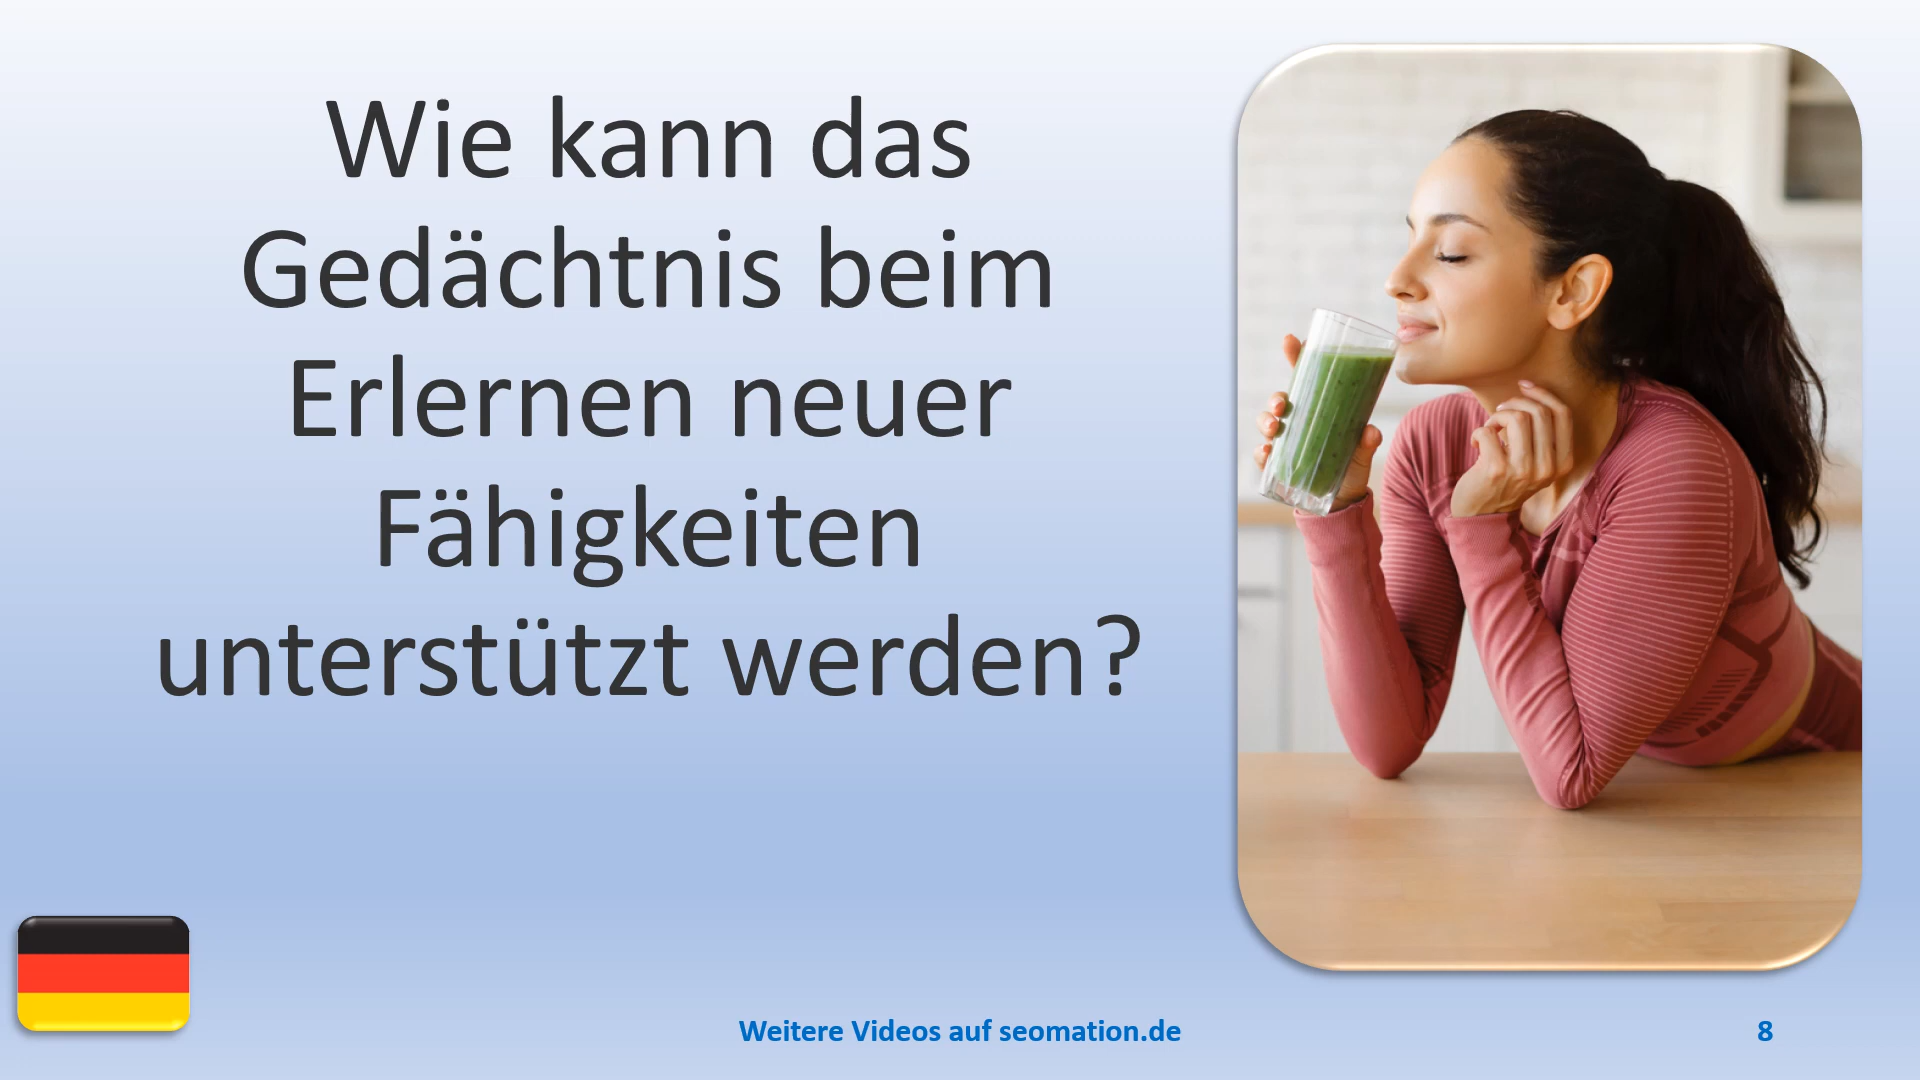 Wie kann das
Gedächtnis beim
Erlernen neuer
Fähigkeiten
unterstützt werden?
Weitere Videos auf seomation.de
8